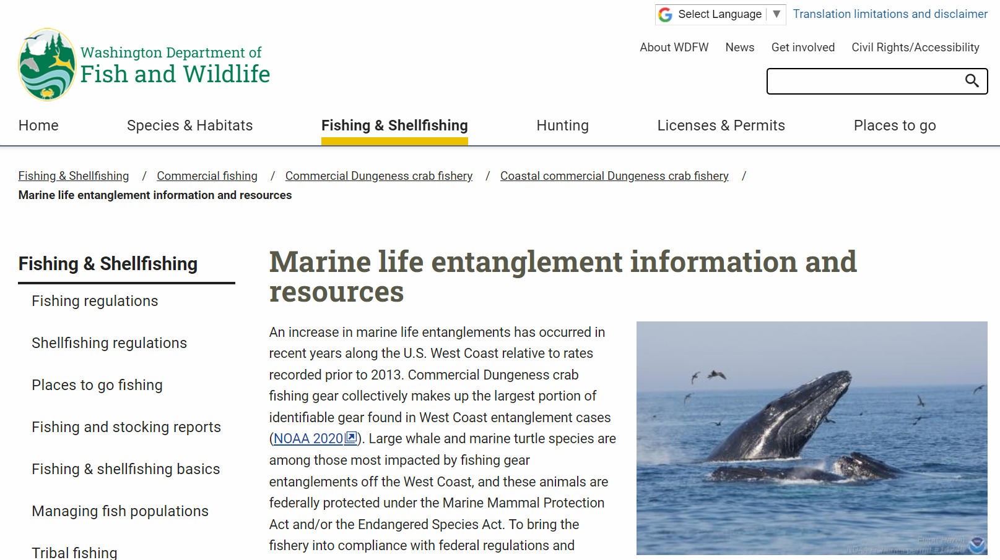 Select Language ▼
Translation limitations and disclaimer
Washington Department of
Fish and Wildlife
About WDFW
News
Get involved
Civil Rights/Accessibility
Home
Species & Habitats
Fishing & Shellfishing
Hunting
Licenses & Permits
Places to go
Fishing & Shellfishing / Commercial fishing / Commercial Dungeness crab fishery / Coastal commercial Dungeness crab fishery /
Marine life entanglement information and resources
Fishing & Shellfishing
Fishing regulations
Shellfishing regulations
Places to go fishing
Fishing and stocking reports
Fishing & shellfishing basics
Managing fish populations
Tribal fishing
Marine life entanglement information and
resources
An increase in marine life entanglements has occurred in
recent years along the U.S. West Coast relative to rates
recorded prior to 2013. Commercial Dungeness crab
fishing gear collectively makes up the largest portion of
identifiable gear found in West Coast entanglement cases
(NOAA 2020). Large whale and marine turtle species are
among those most impacted by fishing gear
entanglements off the West Coast, and these animals are
federally protected under the Marine Mammal Protection
Act and/or the Endangered Species Act. To bring the
fishery into compliance with federal regulations and